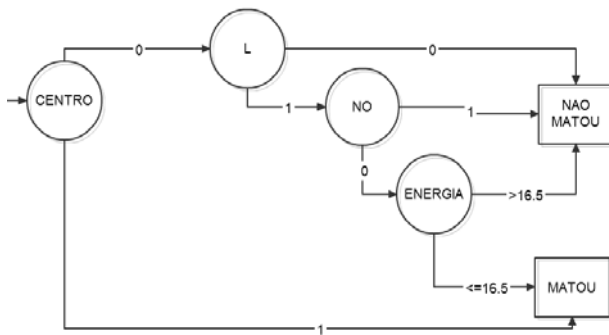 0
L
0
CENTRO
1
NO
1
NAO
MATOU
0
ENERGIA
>16.5
<=16.5
MATOU
1